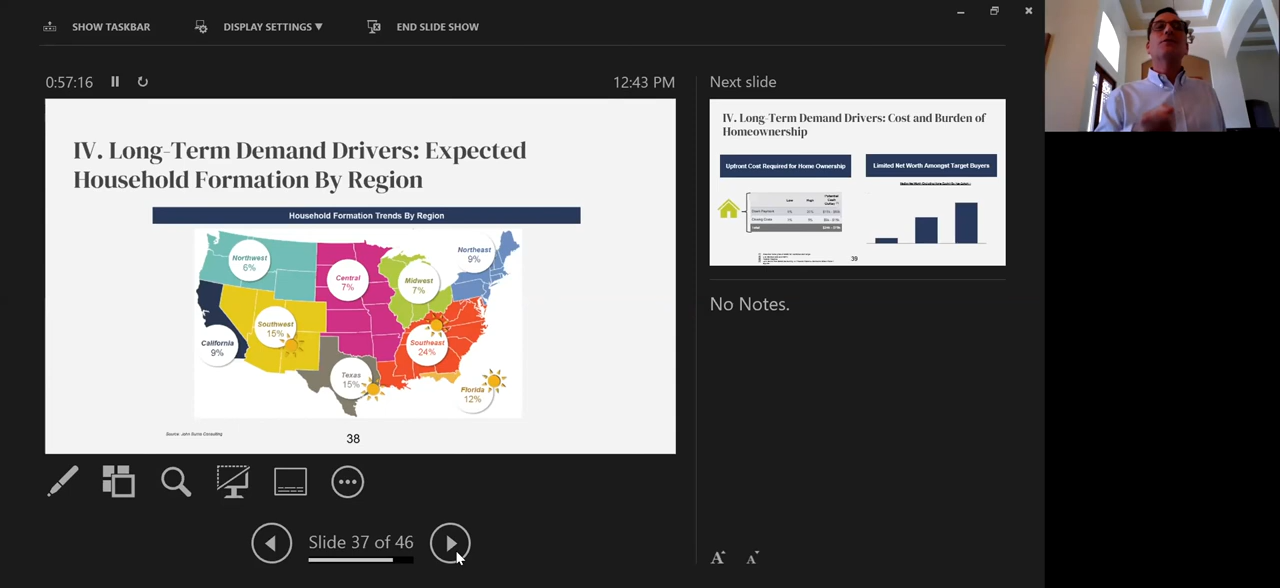 SHOW TASKBAR
DISPLAY SETTINGS ▼
END SLIDE SHOW
0:57:16
12:43 PM
IV. Long-Term Demand Drivers: Expected
Household Formation By Region
Household Formation Trends By Region
Northwest
6%
Central
7%
Midwest
7%
Northeast
9%
Southwest
15%
California
9%
Southeast
24%
Texas
15%
Florida
12%
Source: John Burns Consulting
38
Slide 37 of 46
Next slide
IV. Long-Term Demand Drivers: Cost and Burden of
Homeownership
Upfront Cost Required for Home Ownership
Limited Net Worth Amongst Target Buyers
Low
High
Total
39
No Notes.
A
A